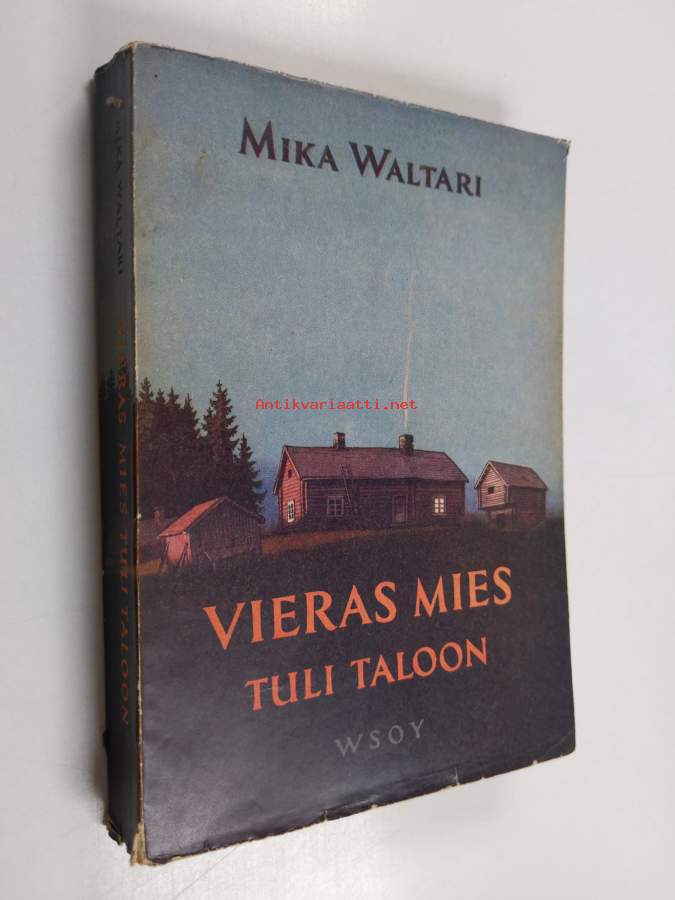 MIKA WALTARI
VIERAS MIES
TULI TALOON
WSOY
MIKA WALTARI
VIERAS MIES TULI TALOON
Antikvariaatti.net